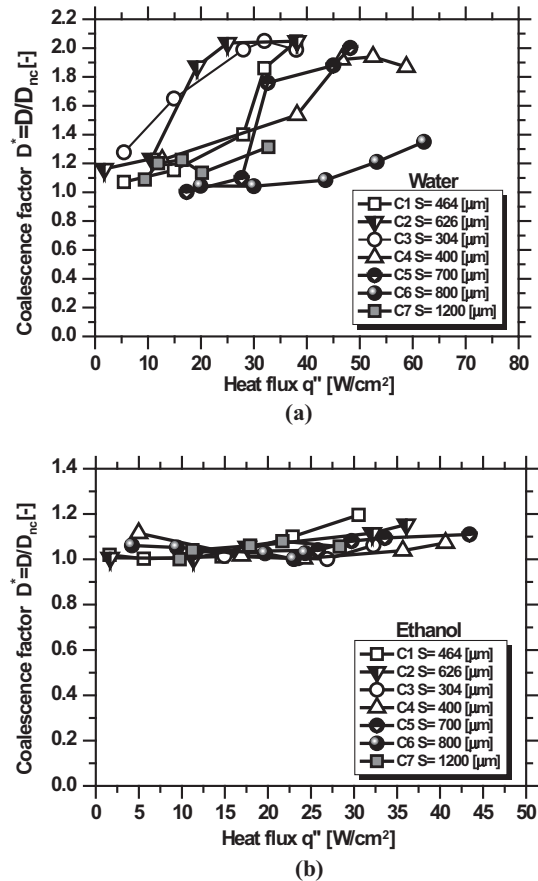 (a)
2.2
2.0
1.8
1.6
1.4
1.2
1.0
0.8
0.6
0.4
0.2
0.0
Coalescence factor D*=D/Dnc[-]
Water
C1 S= 464 [µm]
C2 S= 626 [µm]
C3 S= 304 [µm]
C4 S= 400 [µm]
C5 S= 700 [µm]
C6 S= 800 [µm]
C7 S= 1200 [µm]
0 10 20 30 40 50 60 70 80
Heat flux q" [W/cm²]
(a)
1.4
1.2
1.0
0.8
0.6
0.4
0.2
0.0
Coalescence factor D*=D/Dnc[-]
Ethanol
C1 S= 464 [µm]
C2 S= 626 [µm]
C3 S= 304 [µm]
C4 S= 400 [µm]
C5 S= 700 [µm]
C6 S= 800 [µm]
C7 S= 1200 [µm]
0 5 10 15 20 25 30 35 40 45 50
Heat flux q" [W/cm²]
(b)